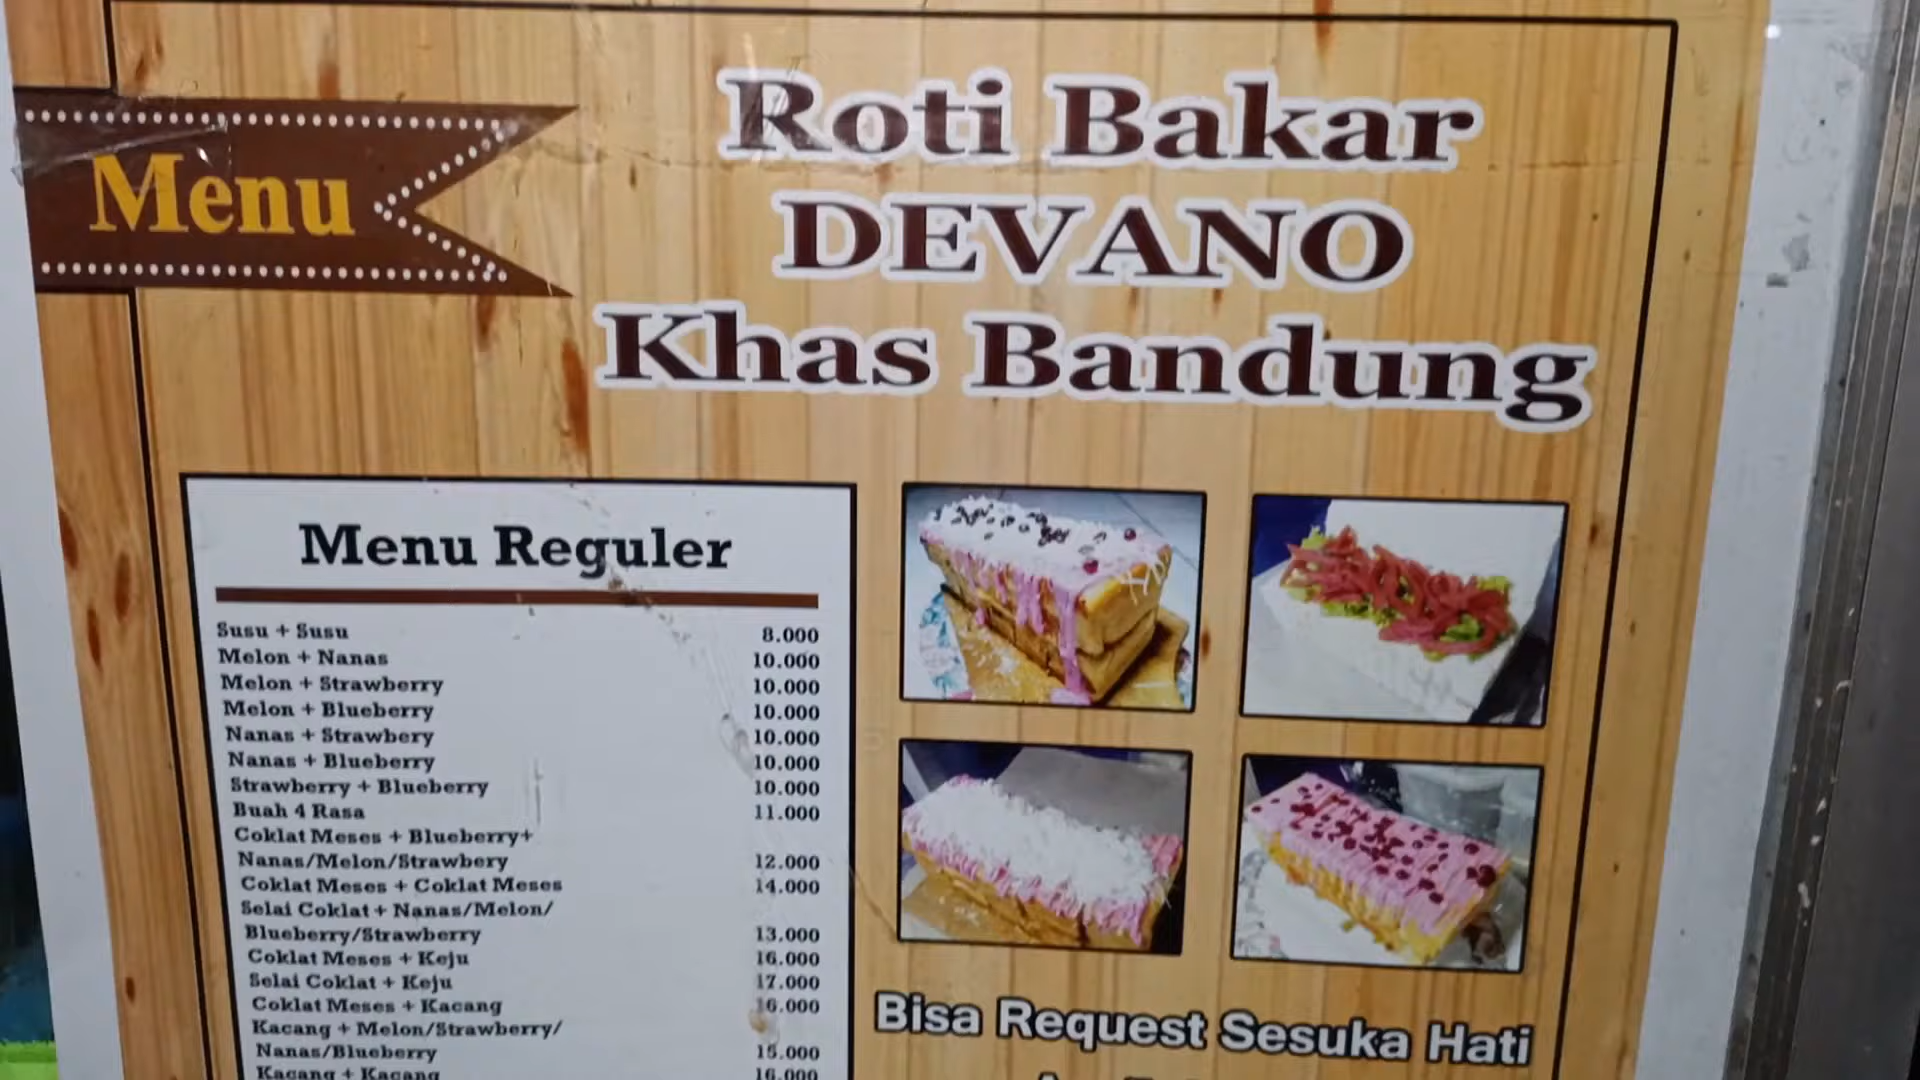 Menu
Roti Bakar
DEVANO
Khas Bandung
Menu Reguler
Susu + Susu 8.000
Melon + Nanas 10.000
Melon + Strawberry 10.000
Melon + Blueberry 10.000
Nanas + Strawbery 10.000
Nanas + Blueberry 10.000
Strawberry + Blueberry 10.000
Buah 4 Rasa 11.000
Coklat Meses + Blueberry+
Nanas/Melon/Strawbery 12.000
Coklat Meses + Coklat Meses 14.000
Selai Coklat + Nanas/Melon/
Blueberry/Strawberry 13.000
Coklat Meses + Keju 16.000
Selai Coklat + Keju 17.000
Coklat Meses + Kacang 16.000
Kacang + Melon/Strawberry/
Nanas/Blueberry 15.000
Kacang + Kacang 16.000
Bisa Request Sesuka Hati